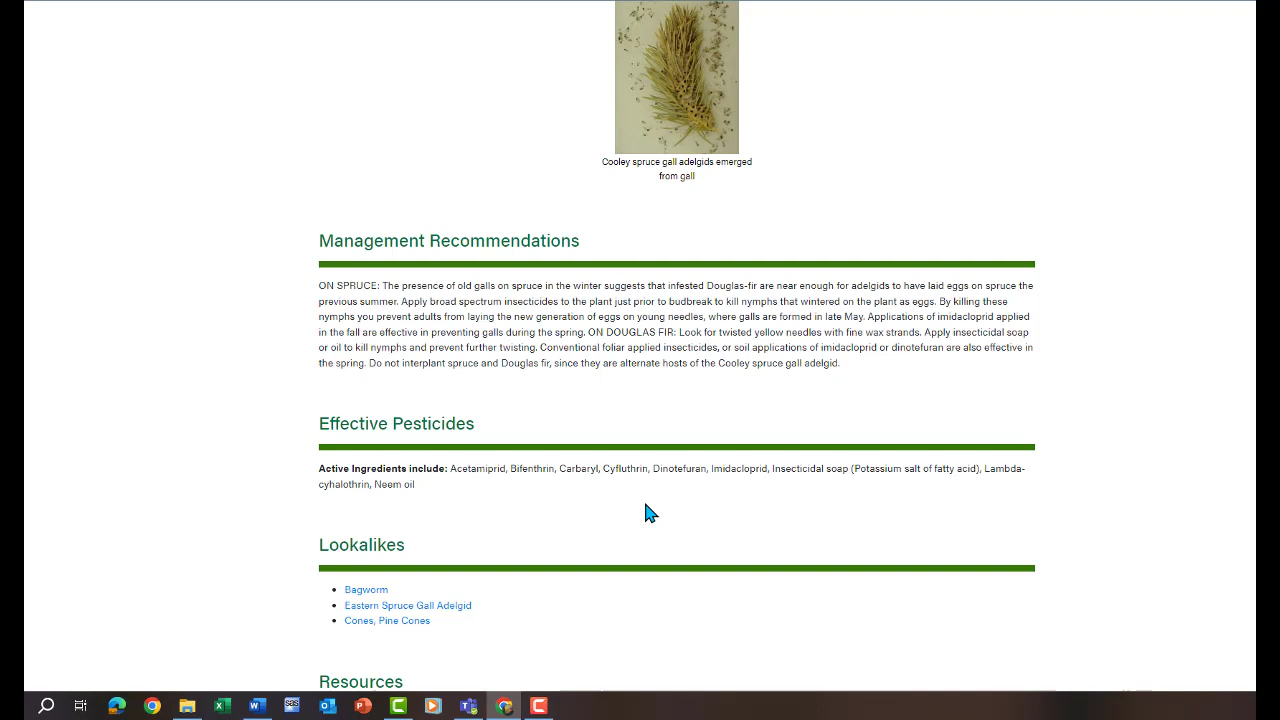 Cooley spruce gall adelgids emerged
from gall
Management Recommendations
ON SPRUCE: The presence of old galls on spruce in the winter suggests that infested Douglas-fir are near enough for adelgids to have laid eggs on spruce the
previous summer. Apply broad spectrum insecticides to the plant just prior to budbreak to kill nymphs that wintered on the plant as eggs. By killing these
nymphs you prevent adults from laying the new generation of eggs on young needles, where galls are formed in late May. Applications of imidacloprid applied
in the fall are effective in preventing galls during the spring. ON DOUGLAS FIR: Look for twisted yellow needles with fine wax strands. Apply insecticidal soap
or oil to kill nymphs and prevent further twisting. Conventional foliar applied insecticides, or soil applications of imidacloprid or dinotefuran are also effective in
the spring. Do not interplant spruce and Douglas fir, since they are alternate hosts of the Cooley spruce gall adelgid.
Effective Pesticides
Active Ingredients include: Acetamiprid, Bifenthrin, Carbaryl, Cyfluthrin, Dinotefuran, Imidacloprid, Insecticidal soap (Potassium salt of fatty acid), Lambda-
cyhalothrin, Neem oil
Lookalikes
Bagworm
Eastern Spruce Gall Adelgid
Cones, Pine Cones
Resources